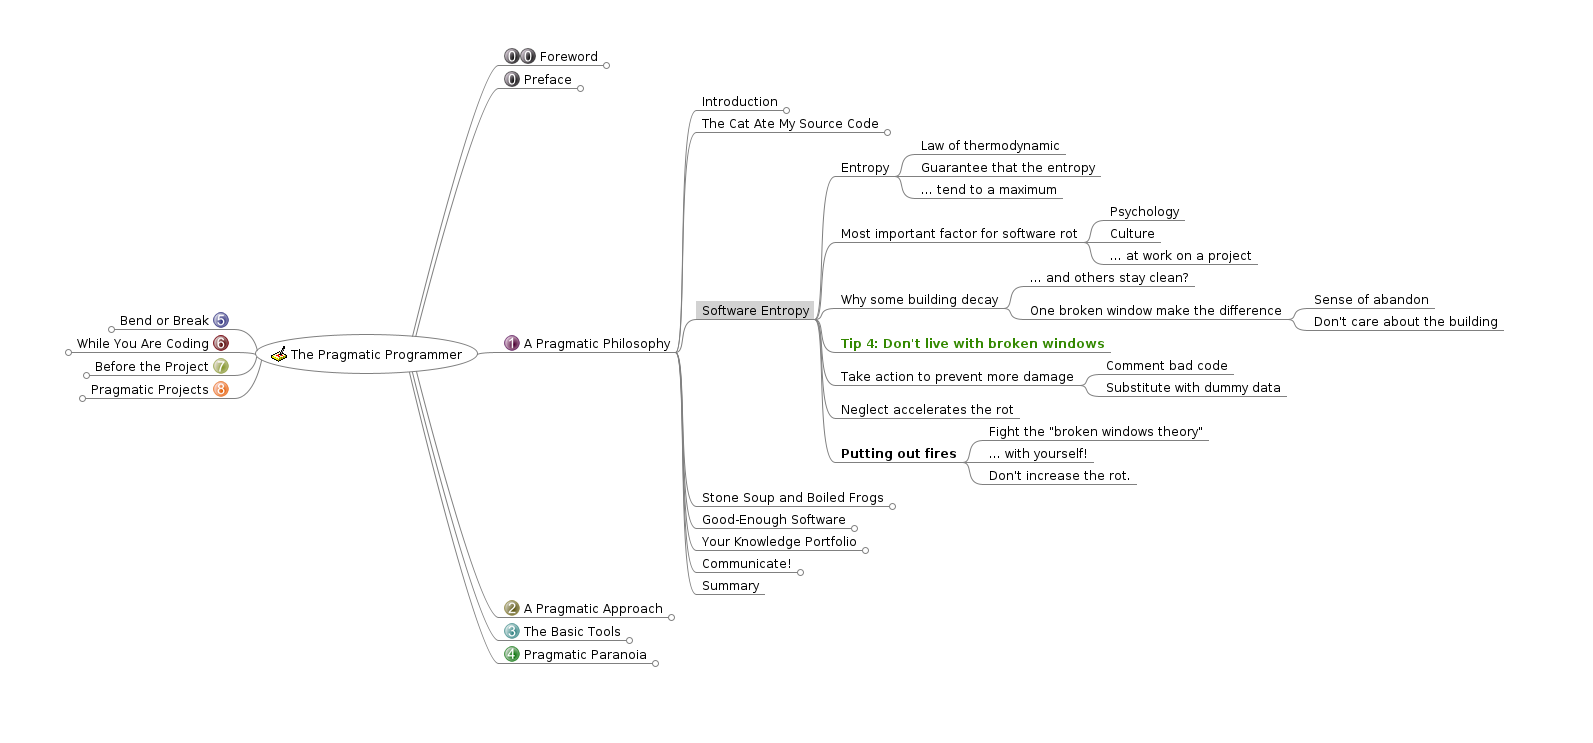 00 Foreword
0 Preface
Introduction
The Cat Ate My Source Code
Law of thermodynamic
Entropy
Guarantee that the entropy
... tend to a maximum
Psychology
Most important factor for software rot
Culture
... at work on a project
... and others stay clean?
Why some building decay
One broken window make the difference
Sense of abandon
Don't care about the building
Software Entropy
Tip 4: Don't live with broken windows
Take action to prevent more damage
Comment bad code
Substitute with dummy data
Neglect accelerates the rot
Putting out fires
Fight the "broken windows theory"
... with yourself!
Don't increase the rot.
1 A Pragmatic Philosophy
Stone Soup and Boiled Frogs
Good-Enough Software
Your Knowledge Portfolio
Communicate!
Summary
2 A Pragmatic Approach
3 The Basic Tools
4 Pragmatic Paranoia
The Pragmatic Programmer
Bend or Break 5
While You Are Coding 6
Before the Project 7
Pragmatic Projects 8